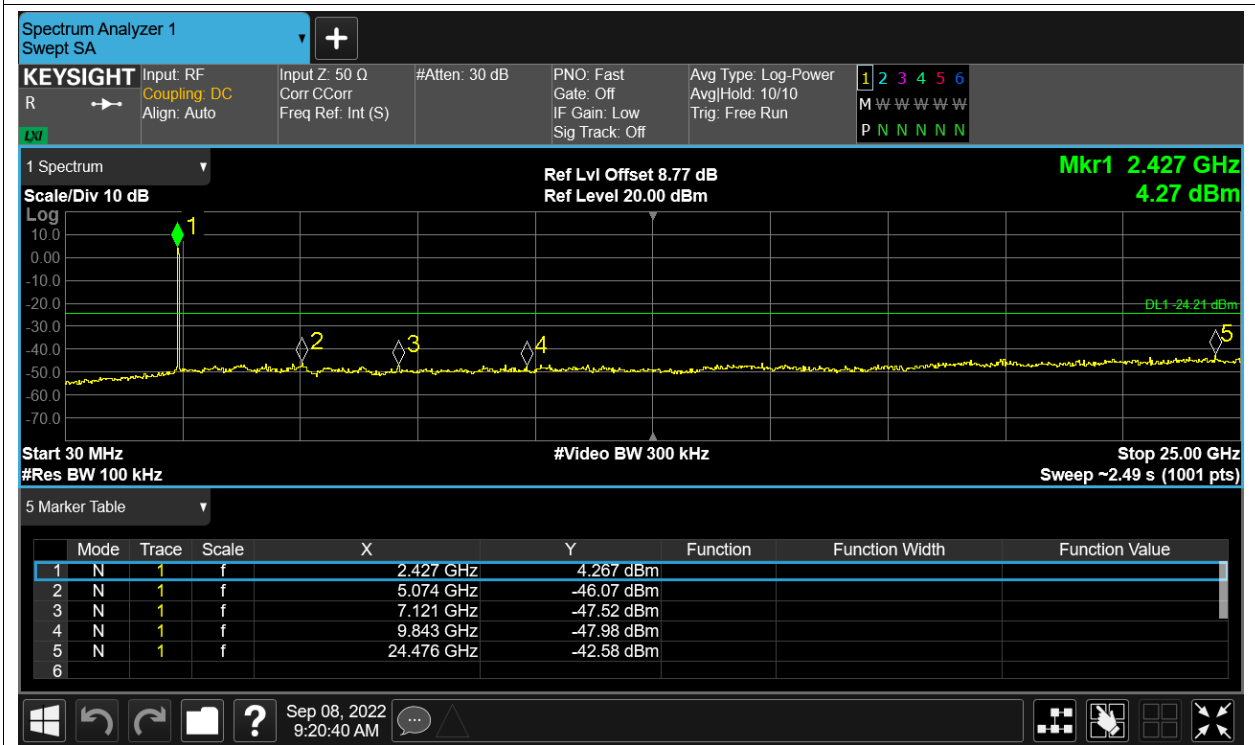 Spectrum Analyzer 1
Swept SA
+
KEYSIGHT Input: RF Input Z: 50 Ω #Atten: 30 dB PNO: Fast Avg Type: Log-Power 1 2 3 4 5 6
R Coupling: DC Corr CCorr Gate: Off Avg|Hold: 10/10 M W W W W W
Align: Auto Freq Ref: Int (S) IF Gain: Low Trig: Free Run
LXI Sig Track: Off P N N N N N
1 Spectrum Ref Lvl Offset 8.77 dB Mkr1 2.427 GHz
Scale/Div 10 dB Ref Level 20.00 dBm 4.27 dBm
Log
1
10.0
0.00
-10.0
-20.0 DL1 -24.21 dBm
-30.0
2 3 4 5
-40.0
-50.0
-60.0
-70.0
Start 30 MHz #Video BW 300 kHz Stop 25.00 GHz
#Res BW 100 kHz Sweep ~2.49 s (1001 pts)
5 Marker Table
Mode Trace Scale X Y Function Function Width Function Value
1 N 1 f 2.427 GHz 4.267 dBm
2 N 1 f 5.074 GHz -46.07 dBm
3 N 1 f 7.121 GHz -47.52 dBm
4 N 1 f 9.843 GHz -47.98 dBm
5 N 1 f 24.476 GHz -42.58 dBm
6
? Sep 08, 2022
9:20:40 AM